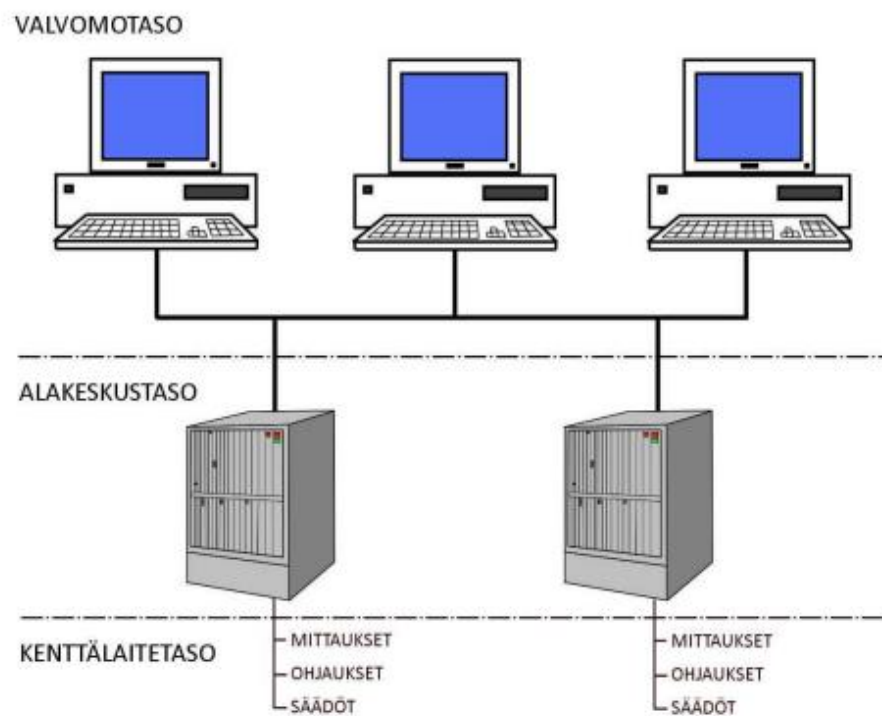 VALVOMOTASO
ALAKESKUSTASO
KENTTÄLAITETASO
MITTAUKSET
OHJAUKSET
SÄÄDÖT
MITTAUKSET
OHJAUKSET
SÄÄDÖT